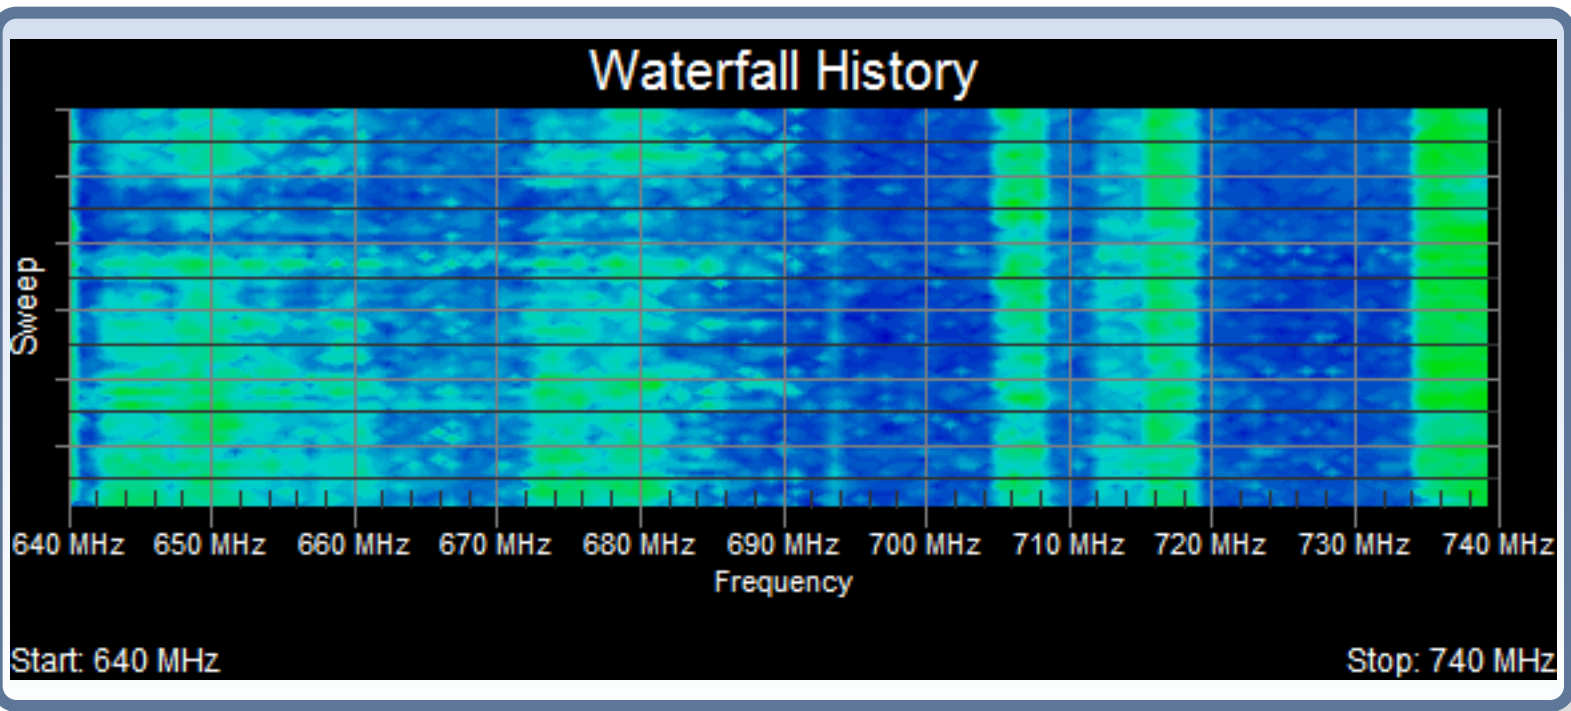 Waterfall History
Sweep
640 MHz 650 MHz 660 MHz 670 MHz 680 MHz 690 MHz 700 MHz 710 MHz 720 MHz 730 MHz 740 MHz
Frequency
Start: 640 MHz Stop: 740 MHz